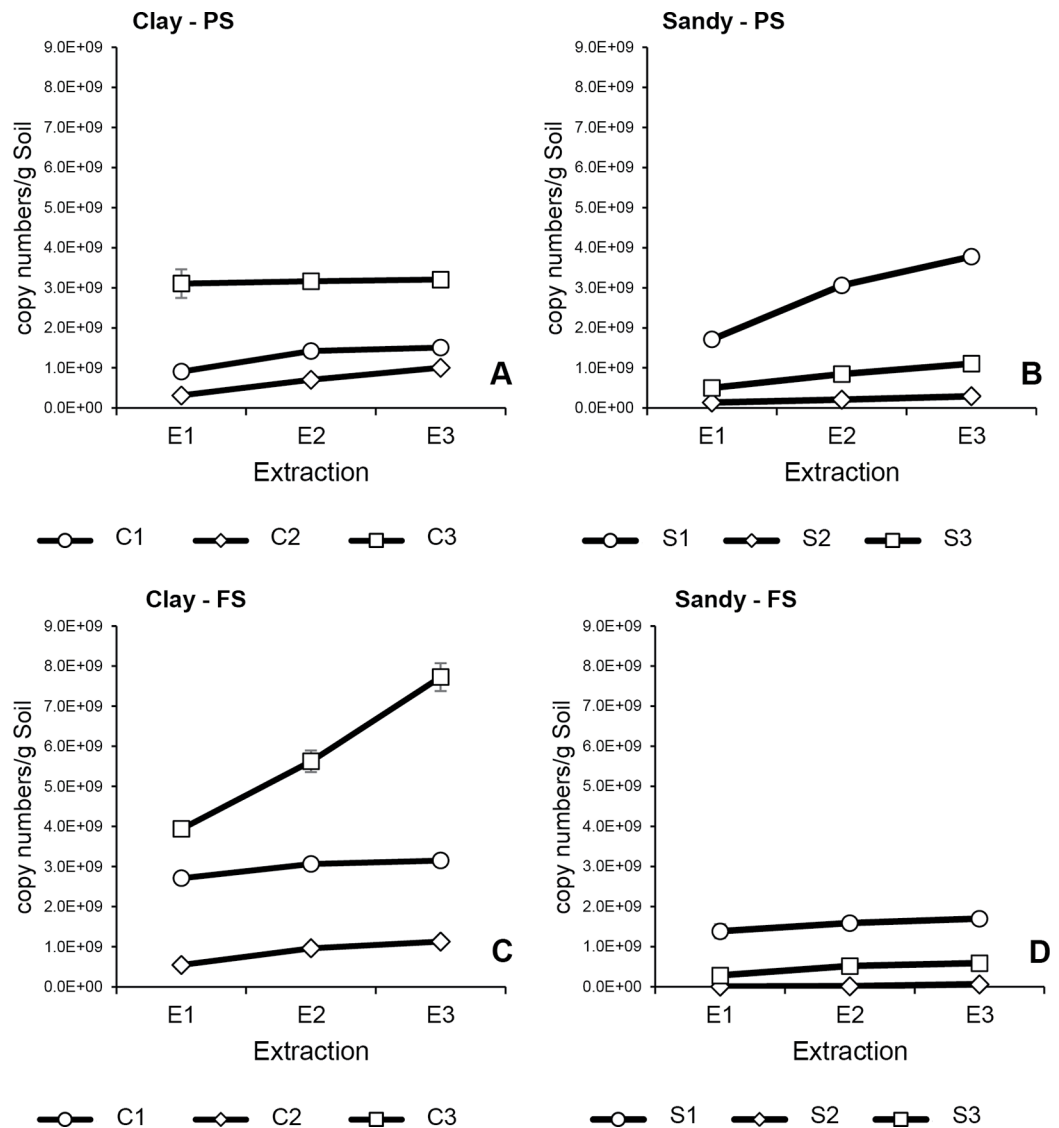 Clay - PS
copy numbers/g Soil
9.0E+09
8.0E+09
7.0E+09
6.0E+09
5.0E+09
4.0E+09
3.0E+09
2.0E+09
1.0E+09
0.0E+00
A
E1 E2 E3
Extraction
C1 C2 C3
Sandy - PS
copy numbers/g Soil
9.0E+09
8.0E+09
7.0E+09
6.0E+09
5.0E+09
4.0E+09
3.0E+09
2.0E+09
1.0E+09
0.0E+00
B
E1 E2 E3
Extraction
S1 S2 S3
Clay - FS
copy numbers/g Soil
9.0E+09
8.0E+09
7.0E+09
6.0E+09
5.0E+09
4.0E+09
3.0E+09
2.0E+09
1.0E+09
0.0E+00
C
E1 E2 E3
Extraction
C1 C2 C3
Sandy - FS
copy numbers/g Soil
9.0E+09
8.0E+09
7.0E+09
6.0E+09
5.0E+09
4.0E+09
3.0E+09
2.0E+09
1.0E+09
0.0E+00
D
E1 E2 E3
Extraction
S1 S2 S3